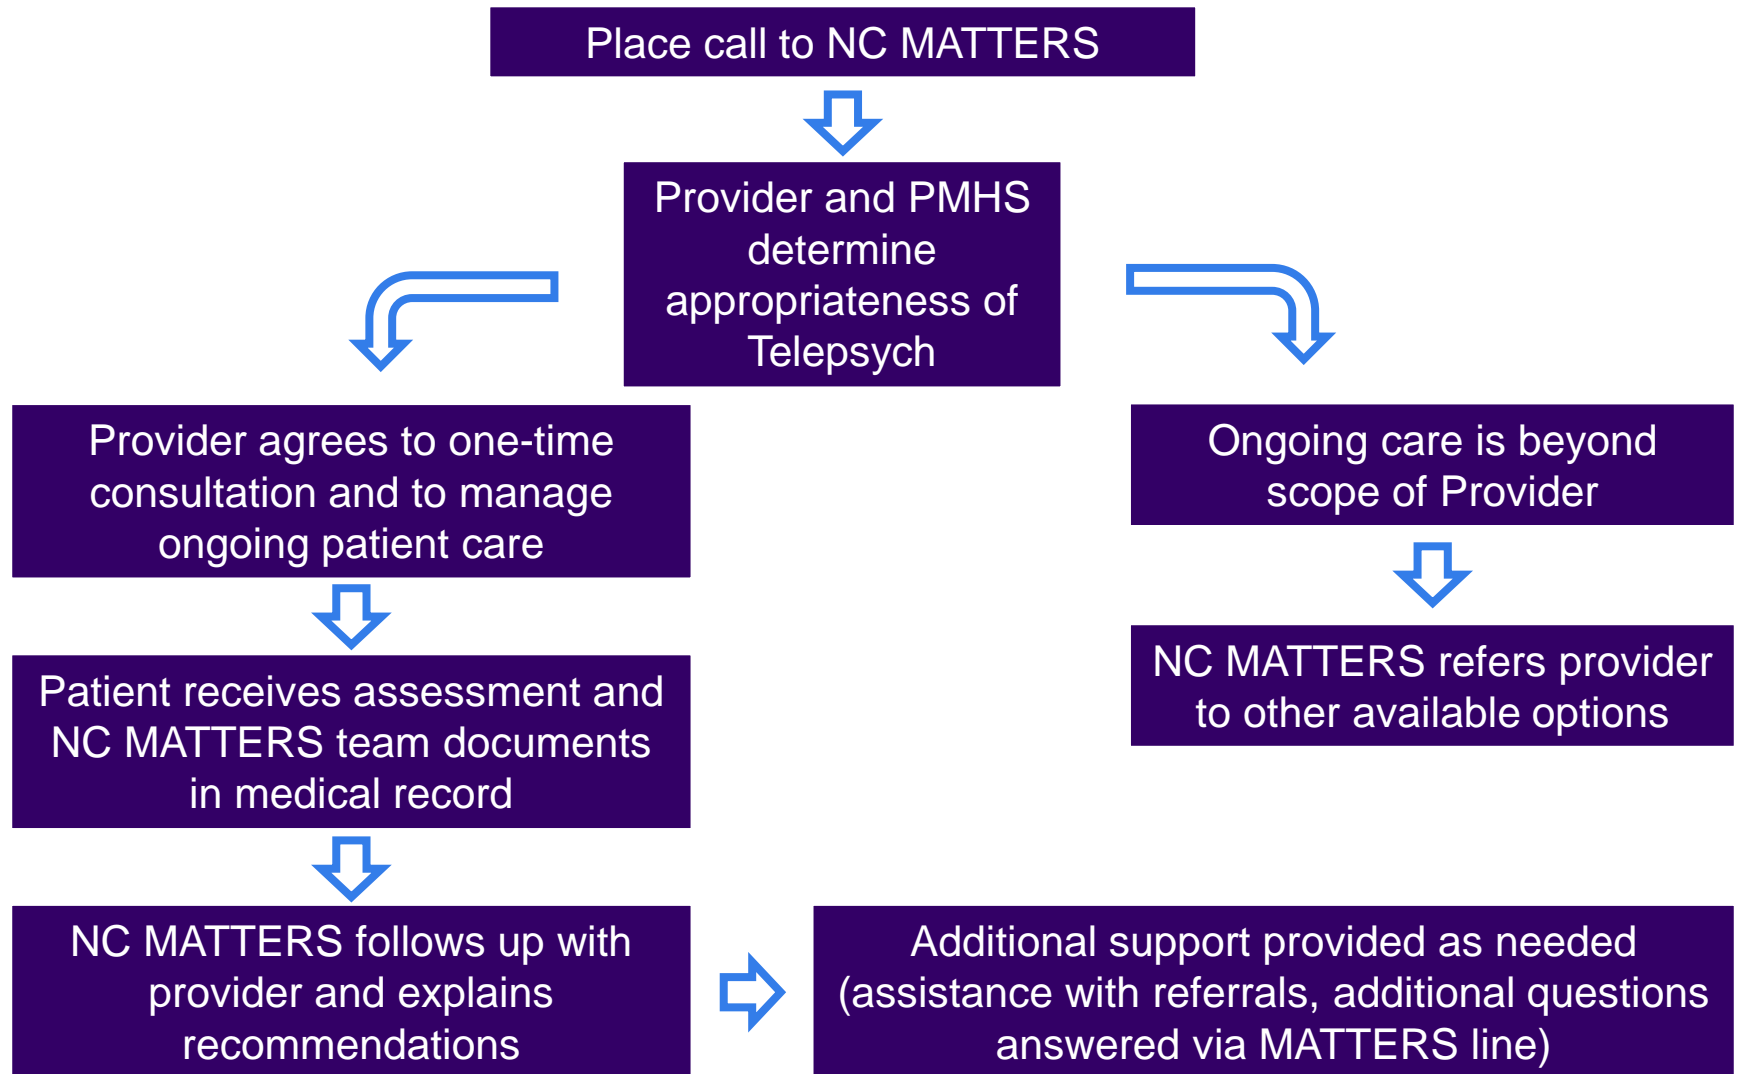 Place call to NC MATTERS
Provider and PMHS
determine
appropriateness of
Telepsych
Provider agrees to one-time
consultation and to manage
ongoing patient care
Ongoing care is beyond
scope of Provider
Patient receives assessment and
NC MATTERS team documents
in medical record
NC MATTERS refers provider
to other available options
NC MATTERS follows up with
provider and explains
recommendations
Additional support provided as needed
(assistance with referrals, additional questions
answered via MATTERS line)